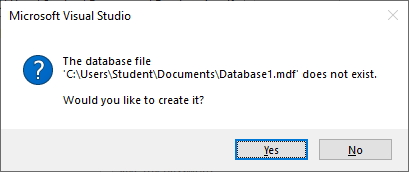 Microsoft Visual Studio
The database file
'C:\Users\Student\Documents\Database1.mdf' does not exist.
Would you like to create it?
Yes
No